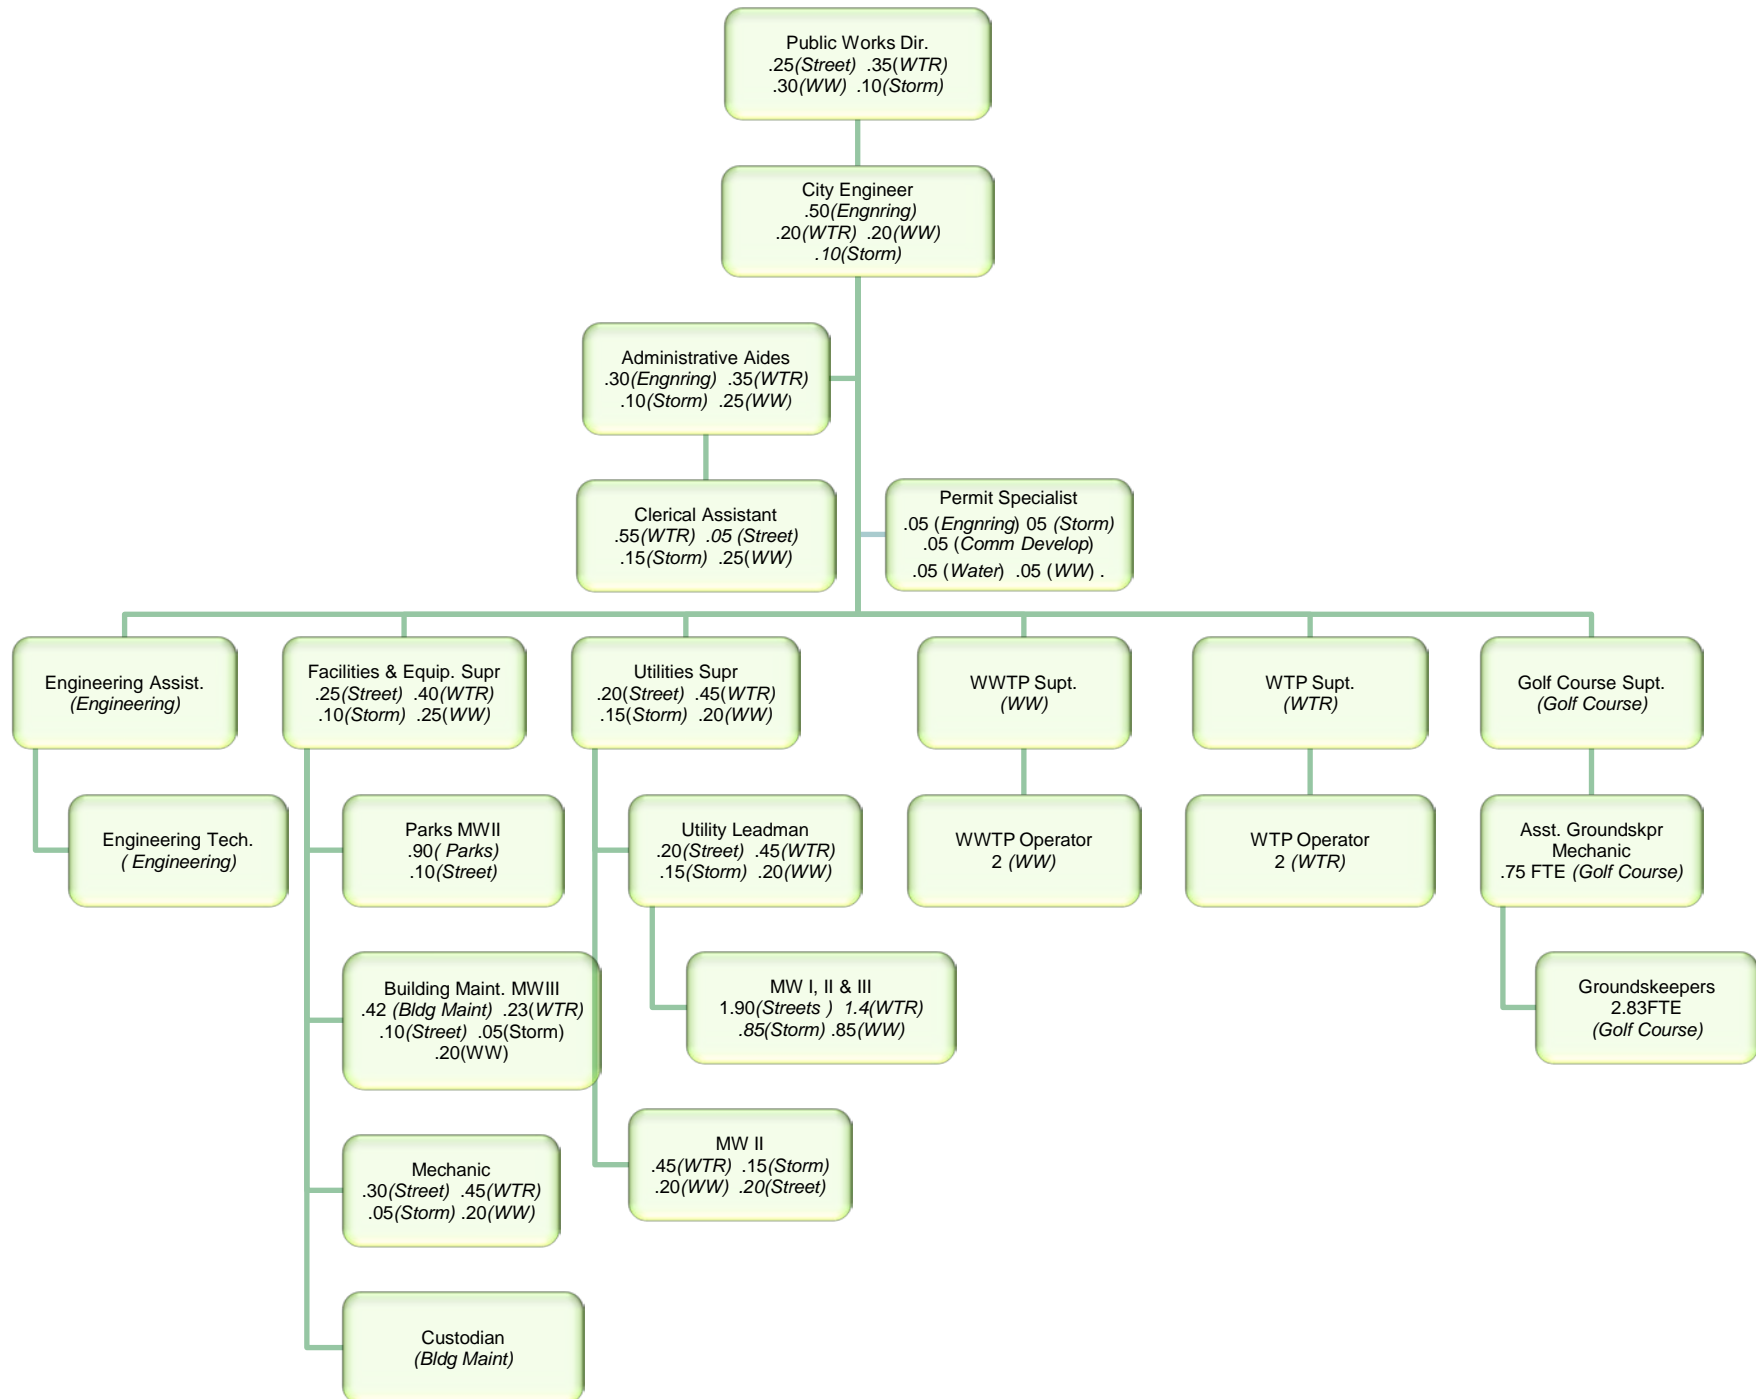 Public Works Dir.
.25(Street) .35(WTR)
.30(WW) .10(Storm)
City Engineer
.50(Engnring)
.20(WTR) .20(WW)
.10(Storm)
Administrative Aides
.30(Engnring) .35(WTR)
.10(Storm) .25(WW)
Clerical Assistant
.55(WTR) .05 (Street)
.15(Storm) .25(WW)
Permit Specialist
.05 (Engnring) 05 (Storm)
.05 (Comm Develop)
.05 (Water) .05 (WW) .
Engineering Assist.
(Engineering)
Facilities & Equip. Supr
.25(Street) .40(WTR)
.10(Storm) .25(WW)
Utilities Supr
.20(Street) .45(WTR)
.15(Storm) .20(WW)
WWTP Supt.
(WW)
WTP Supt.
(WTR)
Golf Course Supt.
(Golf Course)
Engineering Tech.
( Engineering)
Parks MWII
.90( Parks)
.10(Street)
Utility Leadman
.20(Street) .45(WTR)
.15(Storm) .20(WW)
WWTP Operator
2 (WW)
WTP Operator
2 (WTR)
Asst. Groundskpr
Mechanic
.75 FTE (Golf Course)
Building Maint. MWIII
.42 (Bldg Maint) .23(WTR)
.10(Street) .05(Storm)
.20(WW)
MW I, II & III
1.90(Streets ) 1.4(WTR)
.85(Storm) .85(WW)
Groundskeepers
2.83FTE
(Golf Course)
Mechanic
.30(Street) .45(WTR)
.05(Storm) .20(WW)
MW II
.45(WTR) .15(Storm)
.20(WW) .20(Street)
Custodian
(Bldg Maint)